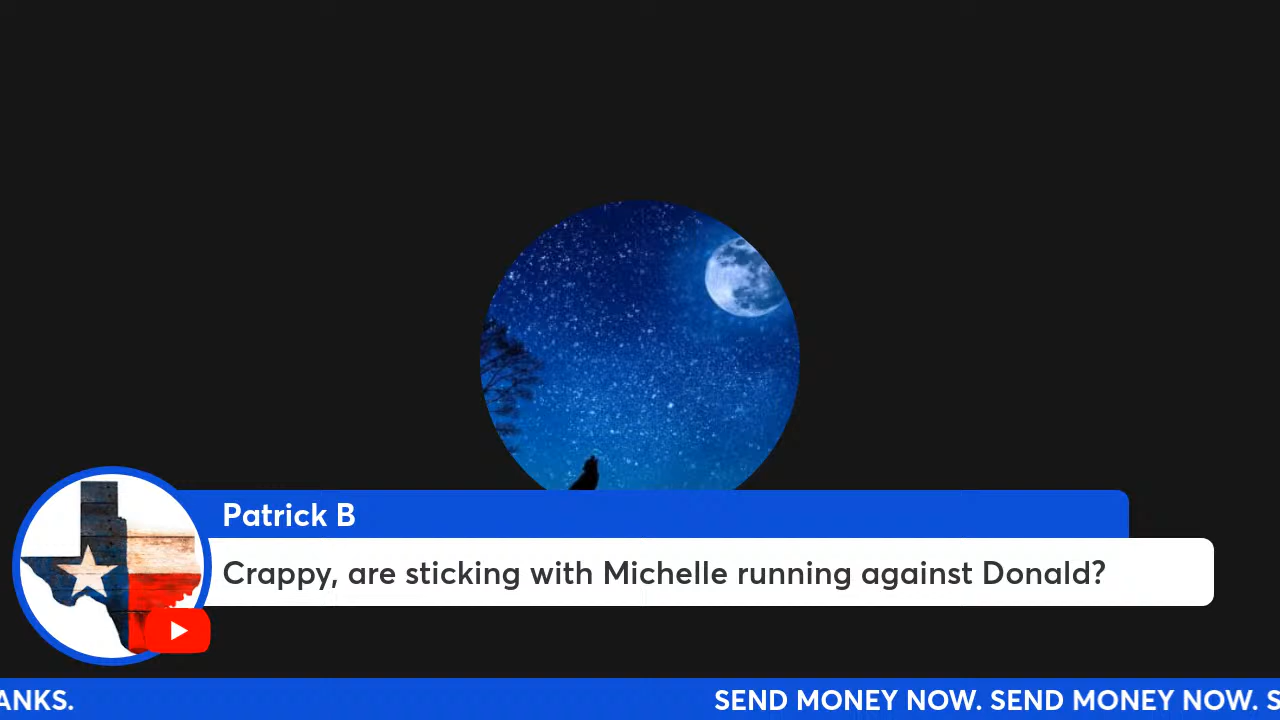 Patrick B
Crappy, are sticking with Michelle running against Donald?
ANKS. SEND MONEY NOW. SEND MONEY NOW. S